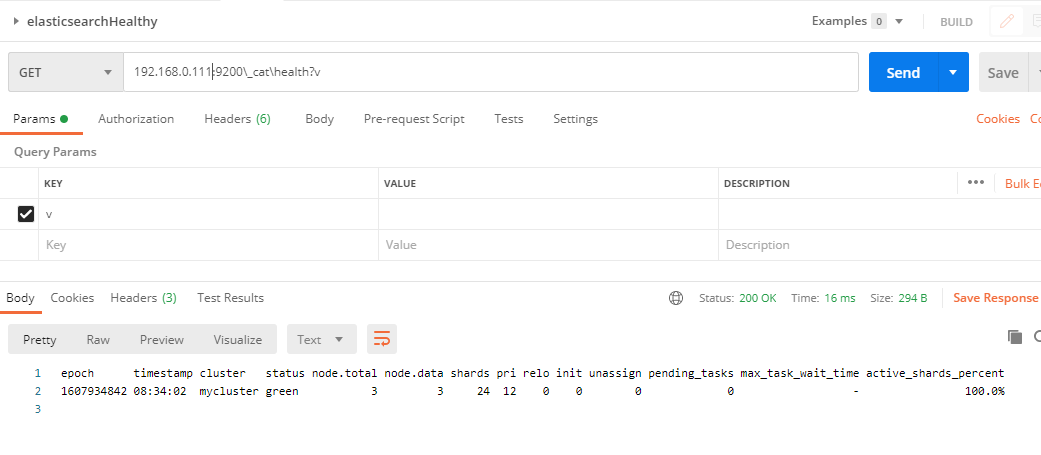 elasticsearchHealthy Examples 0 BUILD
GET 192.168.0.111:9200\_cat\health?v Send Save
Params Authorization Headers (6) Body Pre-request Script Tests Settings Cookies
Query Params
KEY VALUE DESCRIPTION ••• Bulk
v
Key Value Description
Body Cookies Headers (3) Test Results Status: 200 OK Time: 16 ms Size: 294 B Save Response
Pretty Raw Preview Visualize Text
1 epoch timestamp cluster status node.total node.data shards pri relo init unassign pending_tasks max_task_wait_time active_shards_percent
2 1607934842 08:34:02 mycluster green 3 3 24 12 0 0 0 0 - 100.0%
3